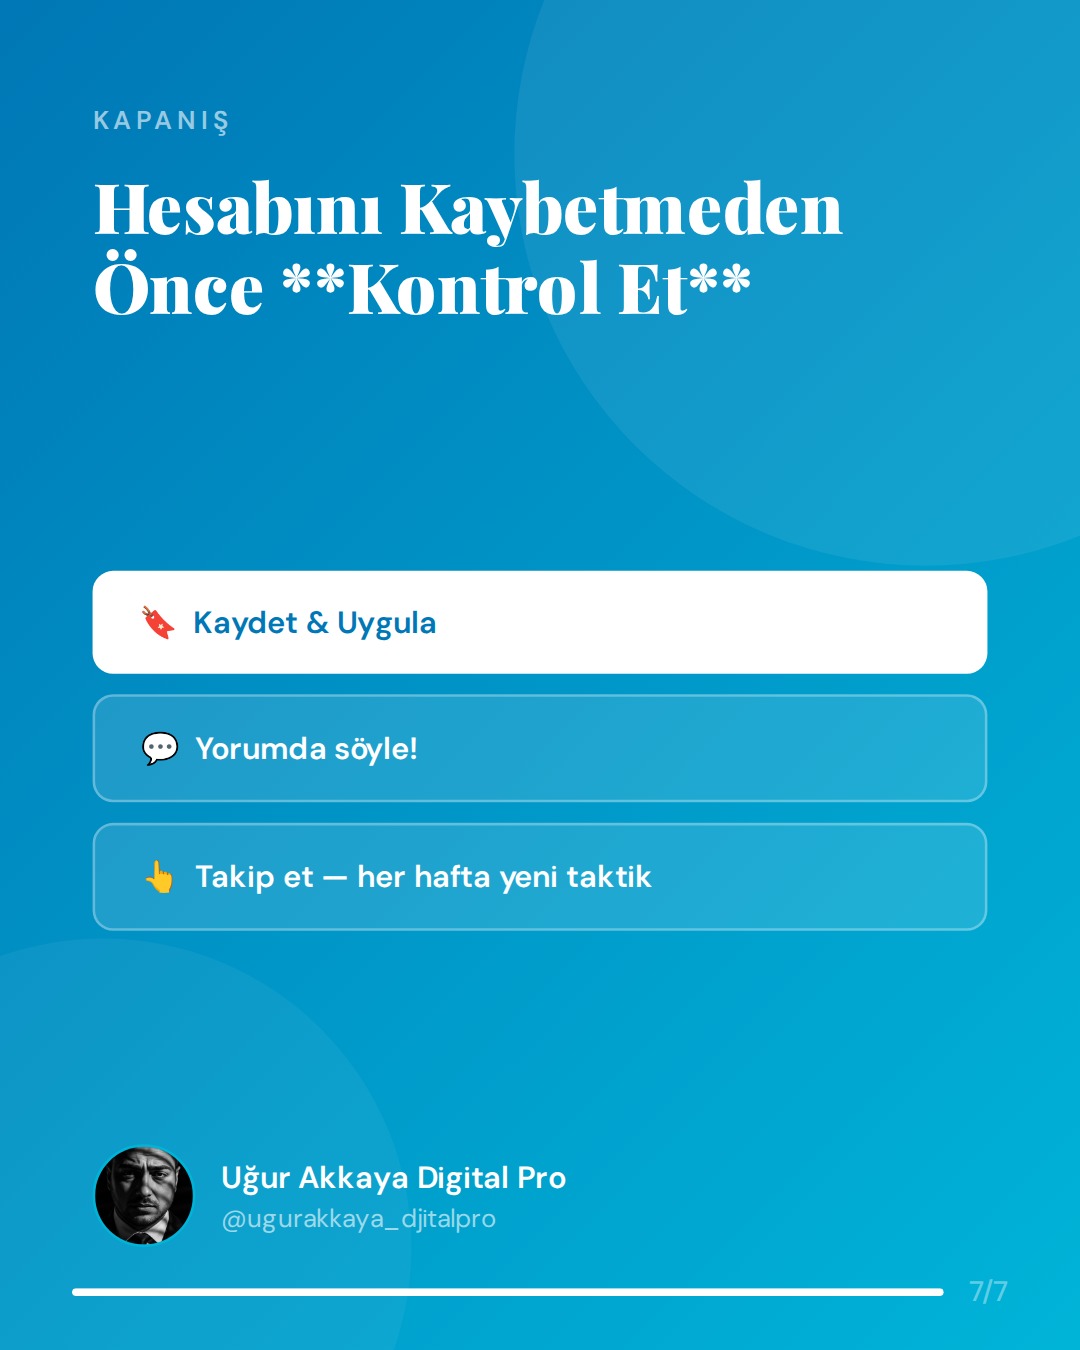 KAPANIŞ
Hesabını Kaybetmeden
Önce **Kontrol Et**
Kaydet & Uygula
Yorumda söyle!
Takip et — her hafta yeni taktik
Uğur Akkaya Digital Pro
@ugurakkaya_djitalpro
7/7